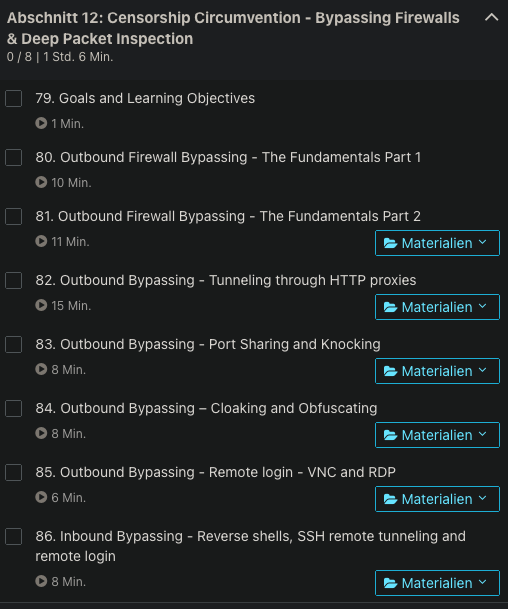 Abschnitt 12: Censorship Circumvention - Bypassing Firewalls
& Deep Packet Inspection
0 / 8 | 1 Std. 6 Min.
79. Goals and Learning Objectives
1 Min.
80. Outbound Firewall Bypassing - The Fundamentals Part 1
10 Min.
81. Outbound Firewall Bypassing - The Fundamentals Part 2
11 Min.
Materialien
82. Outbound Bypassing - Tunneling through HTTP proxies
15 Min.
Materialien
83. Outbound Bypassing - Port Sharing and Knocking
8 Min.
Materialien
84. Outbound Bypassing – Cloaking and Obfuscating
8 Min.
Materialien
85. Outbound Bypassing - Remote login - VNC and RDP
6 Min.
Materialien
86. Inbound Bypassing - Reverse shells, SSH remote tunneling and
remote login
8 Min.
Materialien